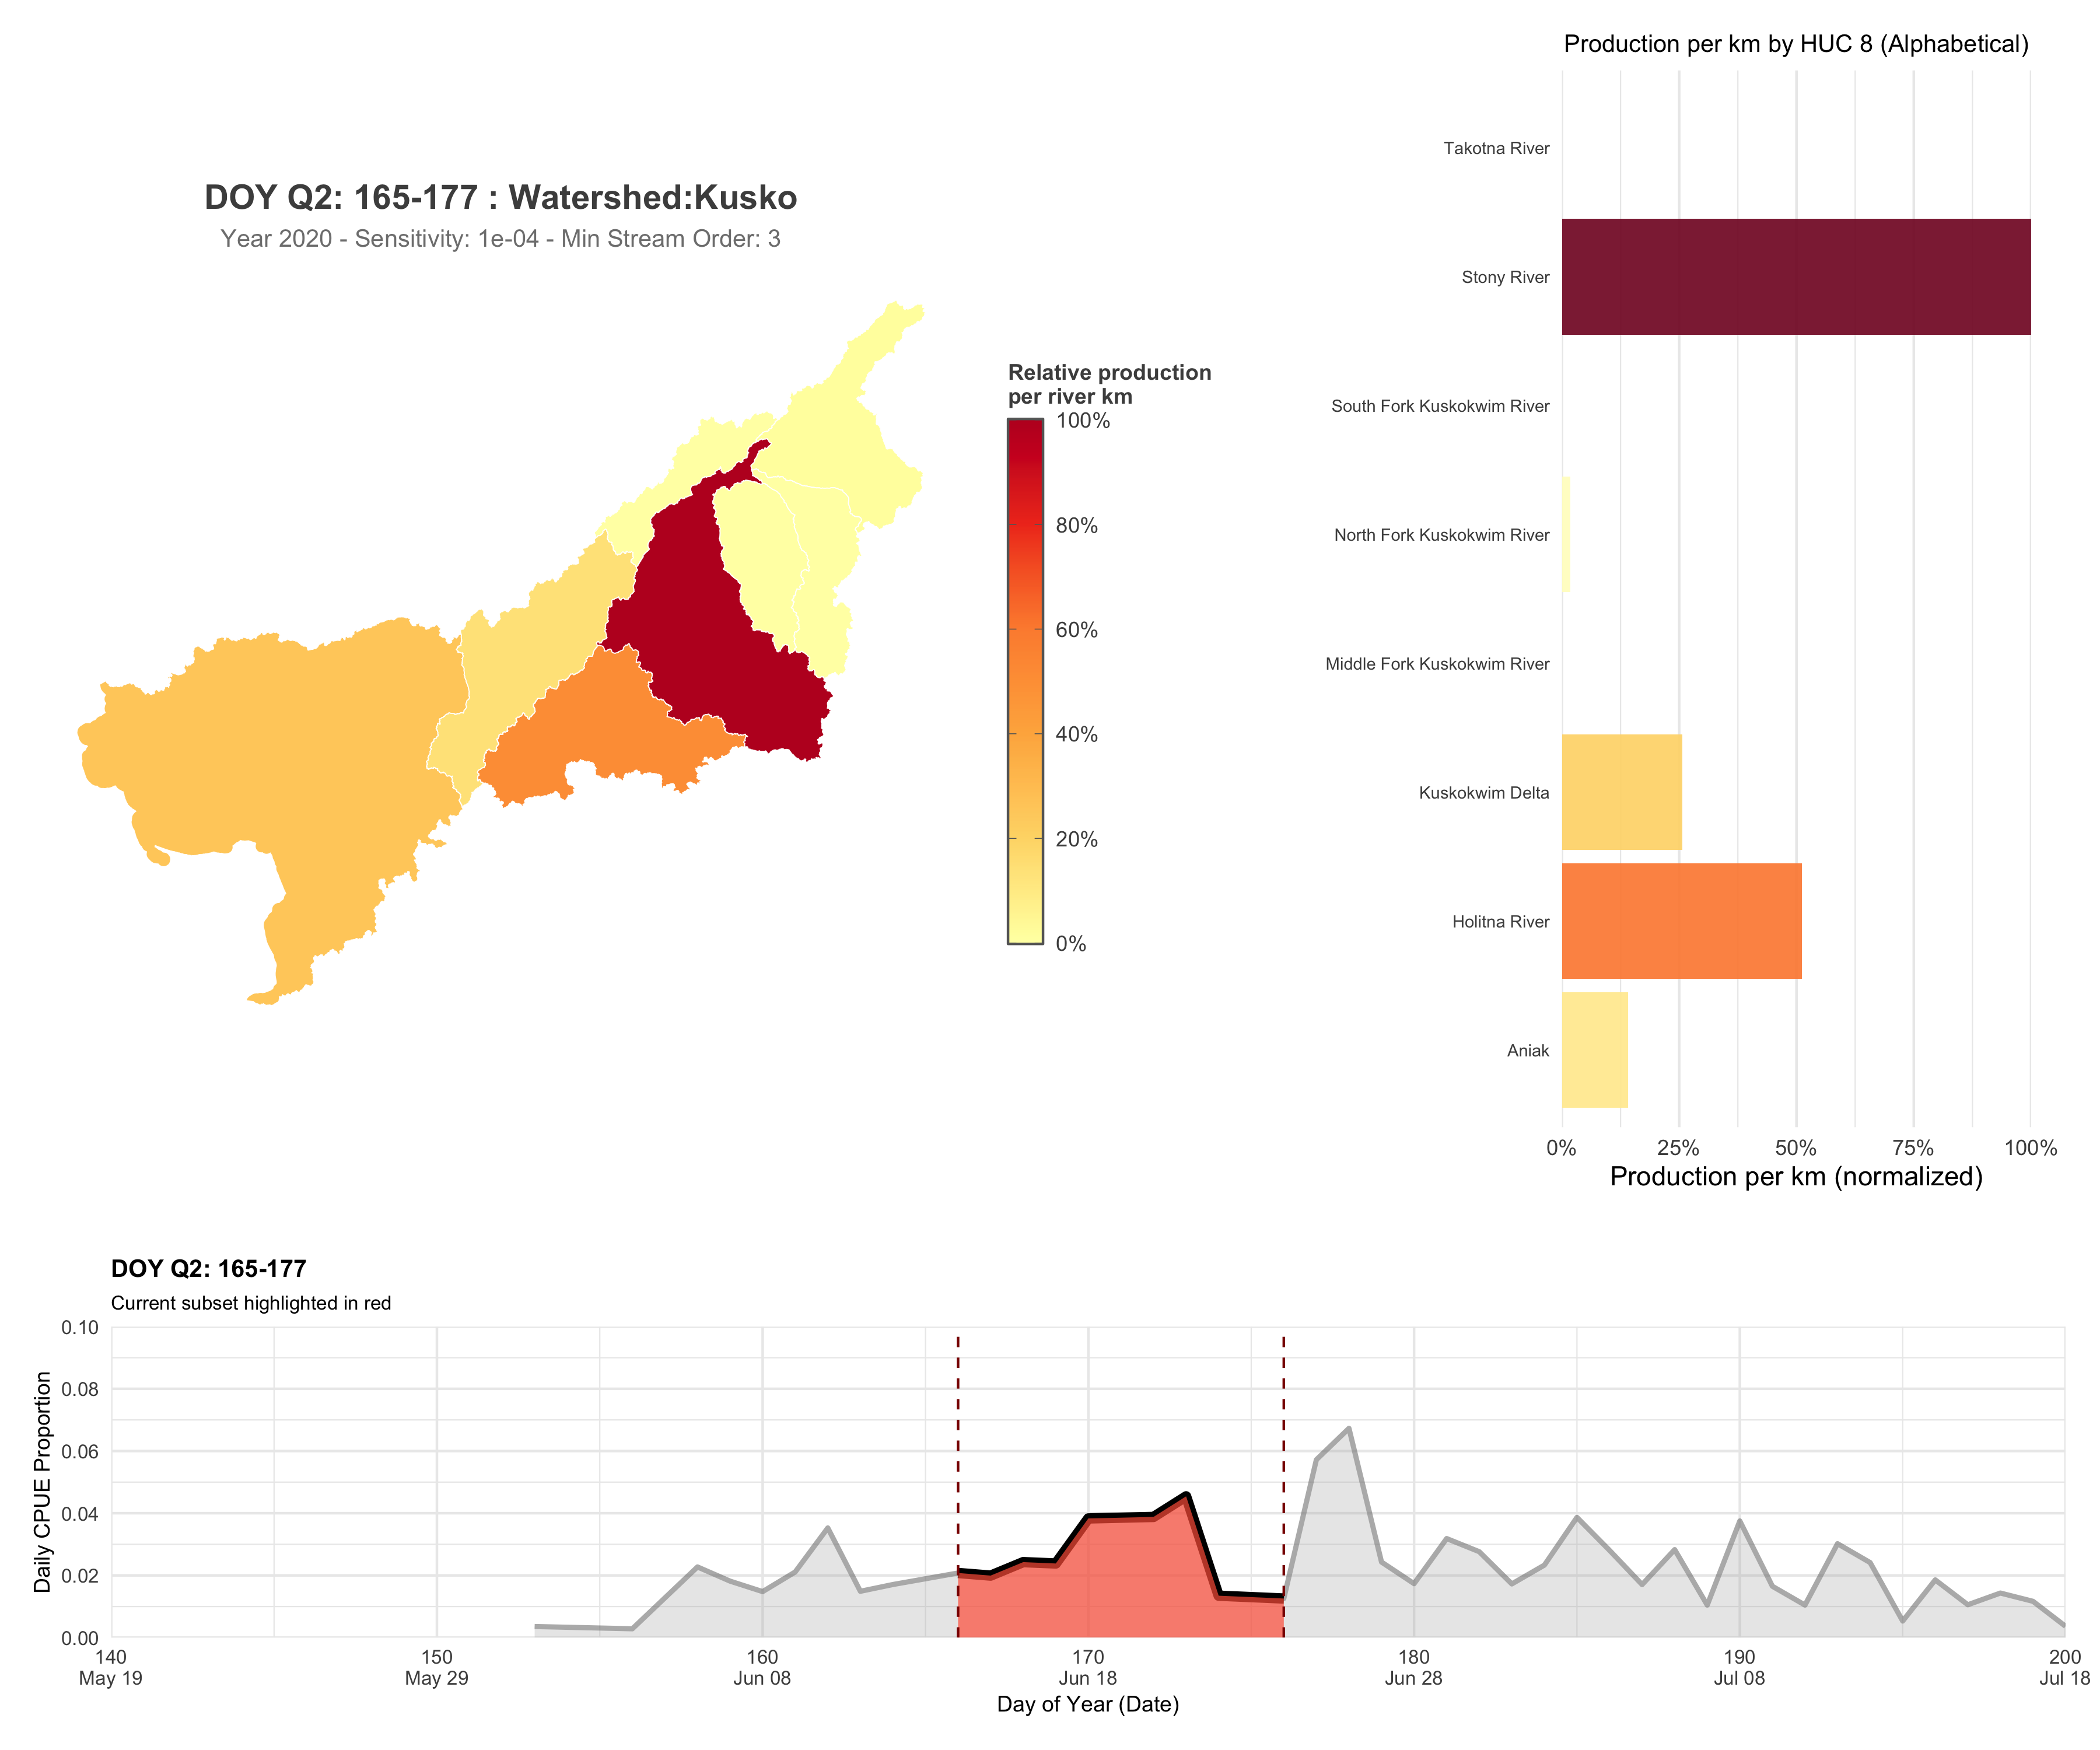 Production per km by HUC 8 (Alphabetical)
Takotna River
Stony River
South Fork Kuskokwim River
North Fork Kuskokwim River
Middle Fork Kuskokwim River
Kuskokwim Delta
Holitna River
Aniak
0% 25% 50% 75% 100%
Production per km (normalized)
DOY Q2: 165-177 : Watershed:Kusko
Year 2020 - Sensitivity: 1e-04 - Min Stream Order: 3
Relative production
per river km
100%
80%
60%
40%
20%
0%
DOY Q2: 165-177
Current subset highlighted in red
Daily CPUE Proportion
0.10
0.08
0.06
0.04
0.02
0.00
140 150 160 170 180 190 200
May 19 May 29 Jun 08 Jun 18 Jun 28 Jul 08 Jul 18
Day of Year (Date)